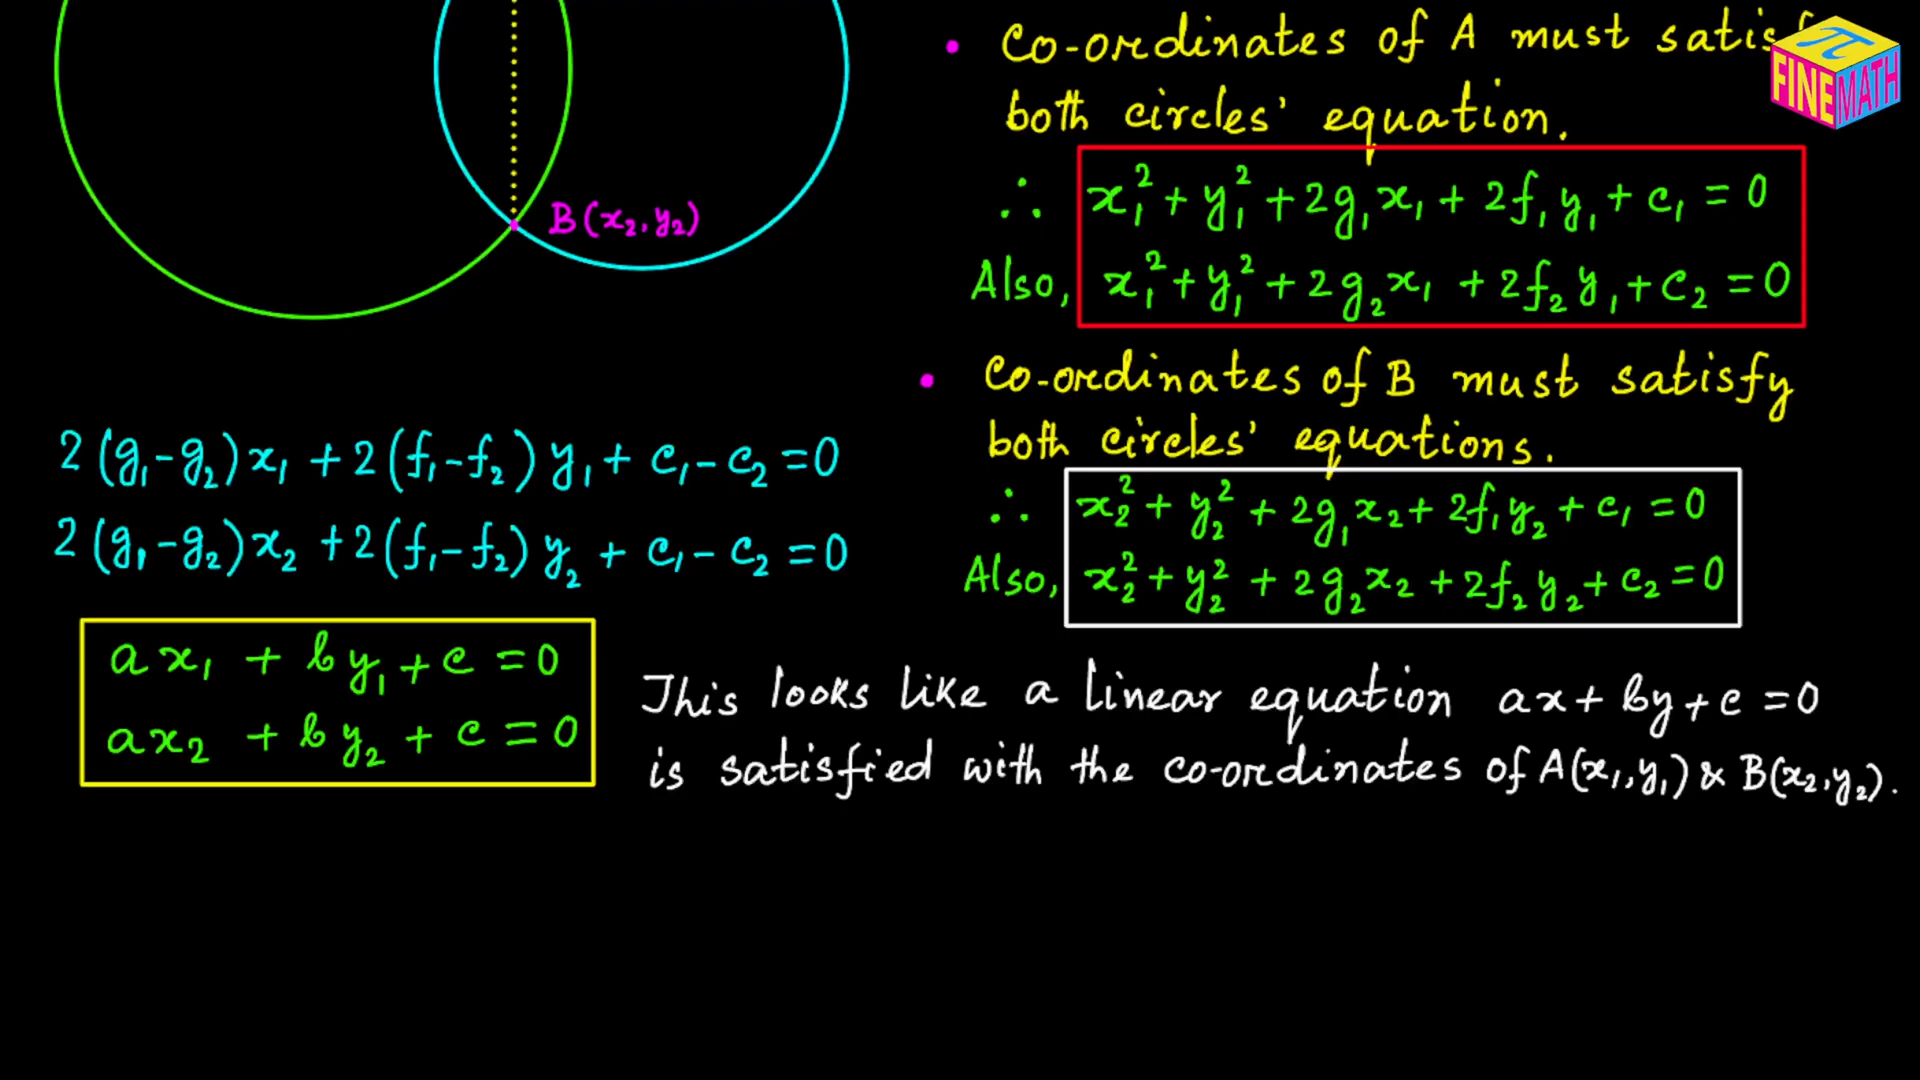 Co-ordinates of A must satisf
π
FINE MATH
both circles' equation.
∴ x₁² + y₁² + 2g₁x₁ + 2f₁y₁ + c₁ = 0
B(x₂, y₂)
Also, x₁² + y₁² + 2g₂x₁ + 2f₂y₁ + c₂ = 0
Co-ordinates of B must satisfy
both circles' equations.
2(g₁-g₂)x₁ + 2(f₁-f₂)y₁ + c₁ - c₂ = 0
∴ x₂² + y₂² + 2g₁x₂ + 2f₁y₂ + c₁ = 0
2(g₁-g₂)x₂ + 2(f₁-f₂)y₂ + c₁ - c₂ = 0
Also, x₂² + y₂² + 2g₂x₂ + 2f₂y₂ + c₂ = 0
ax₁ + by₁ + c = 0
ax₂ + by₂ + c = 0
This looks like a linear equation ax + by + c = 0
is satisfied with the co-ordinates of A(x₁, y₁) & B(x₂, y₂).